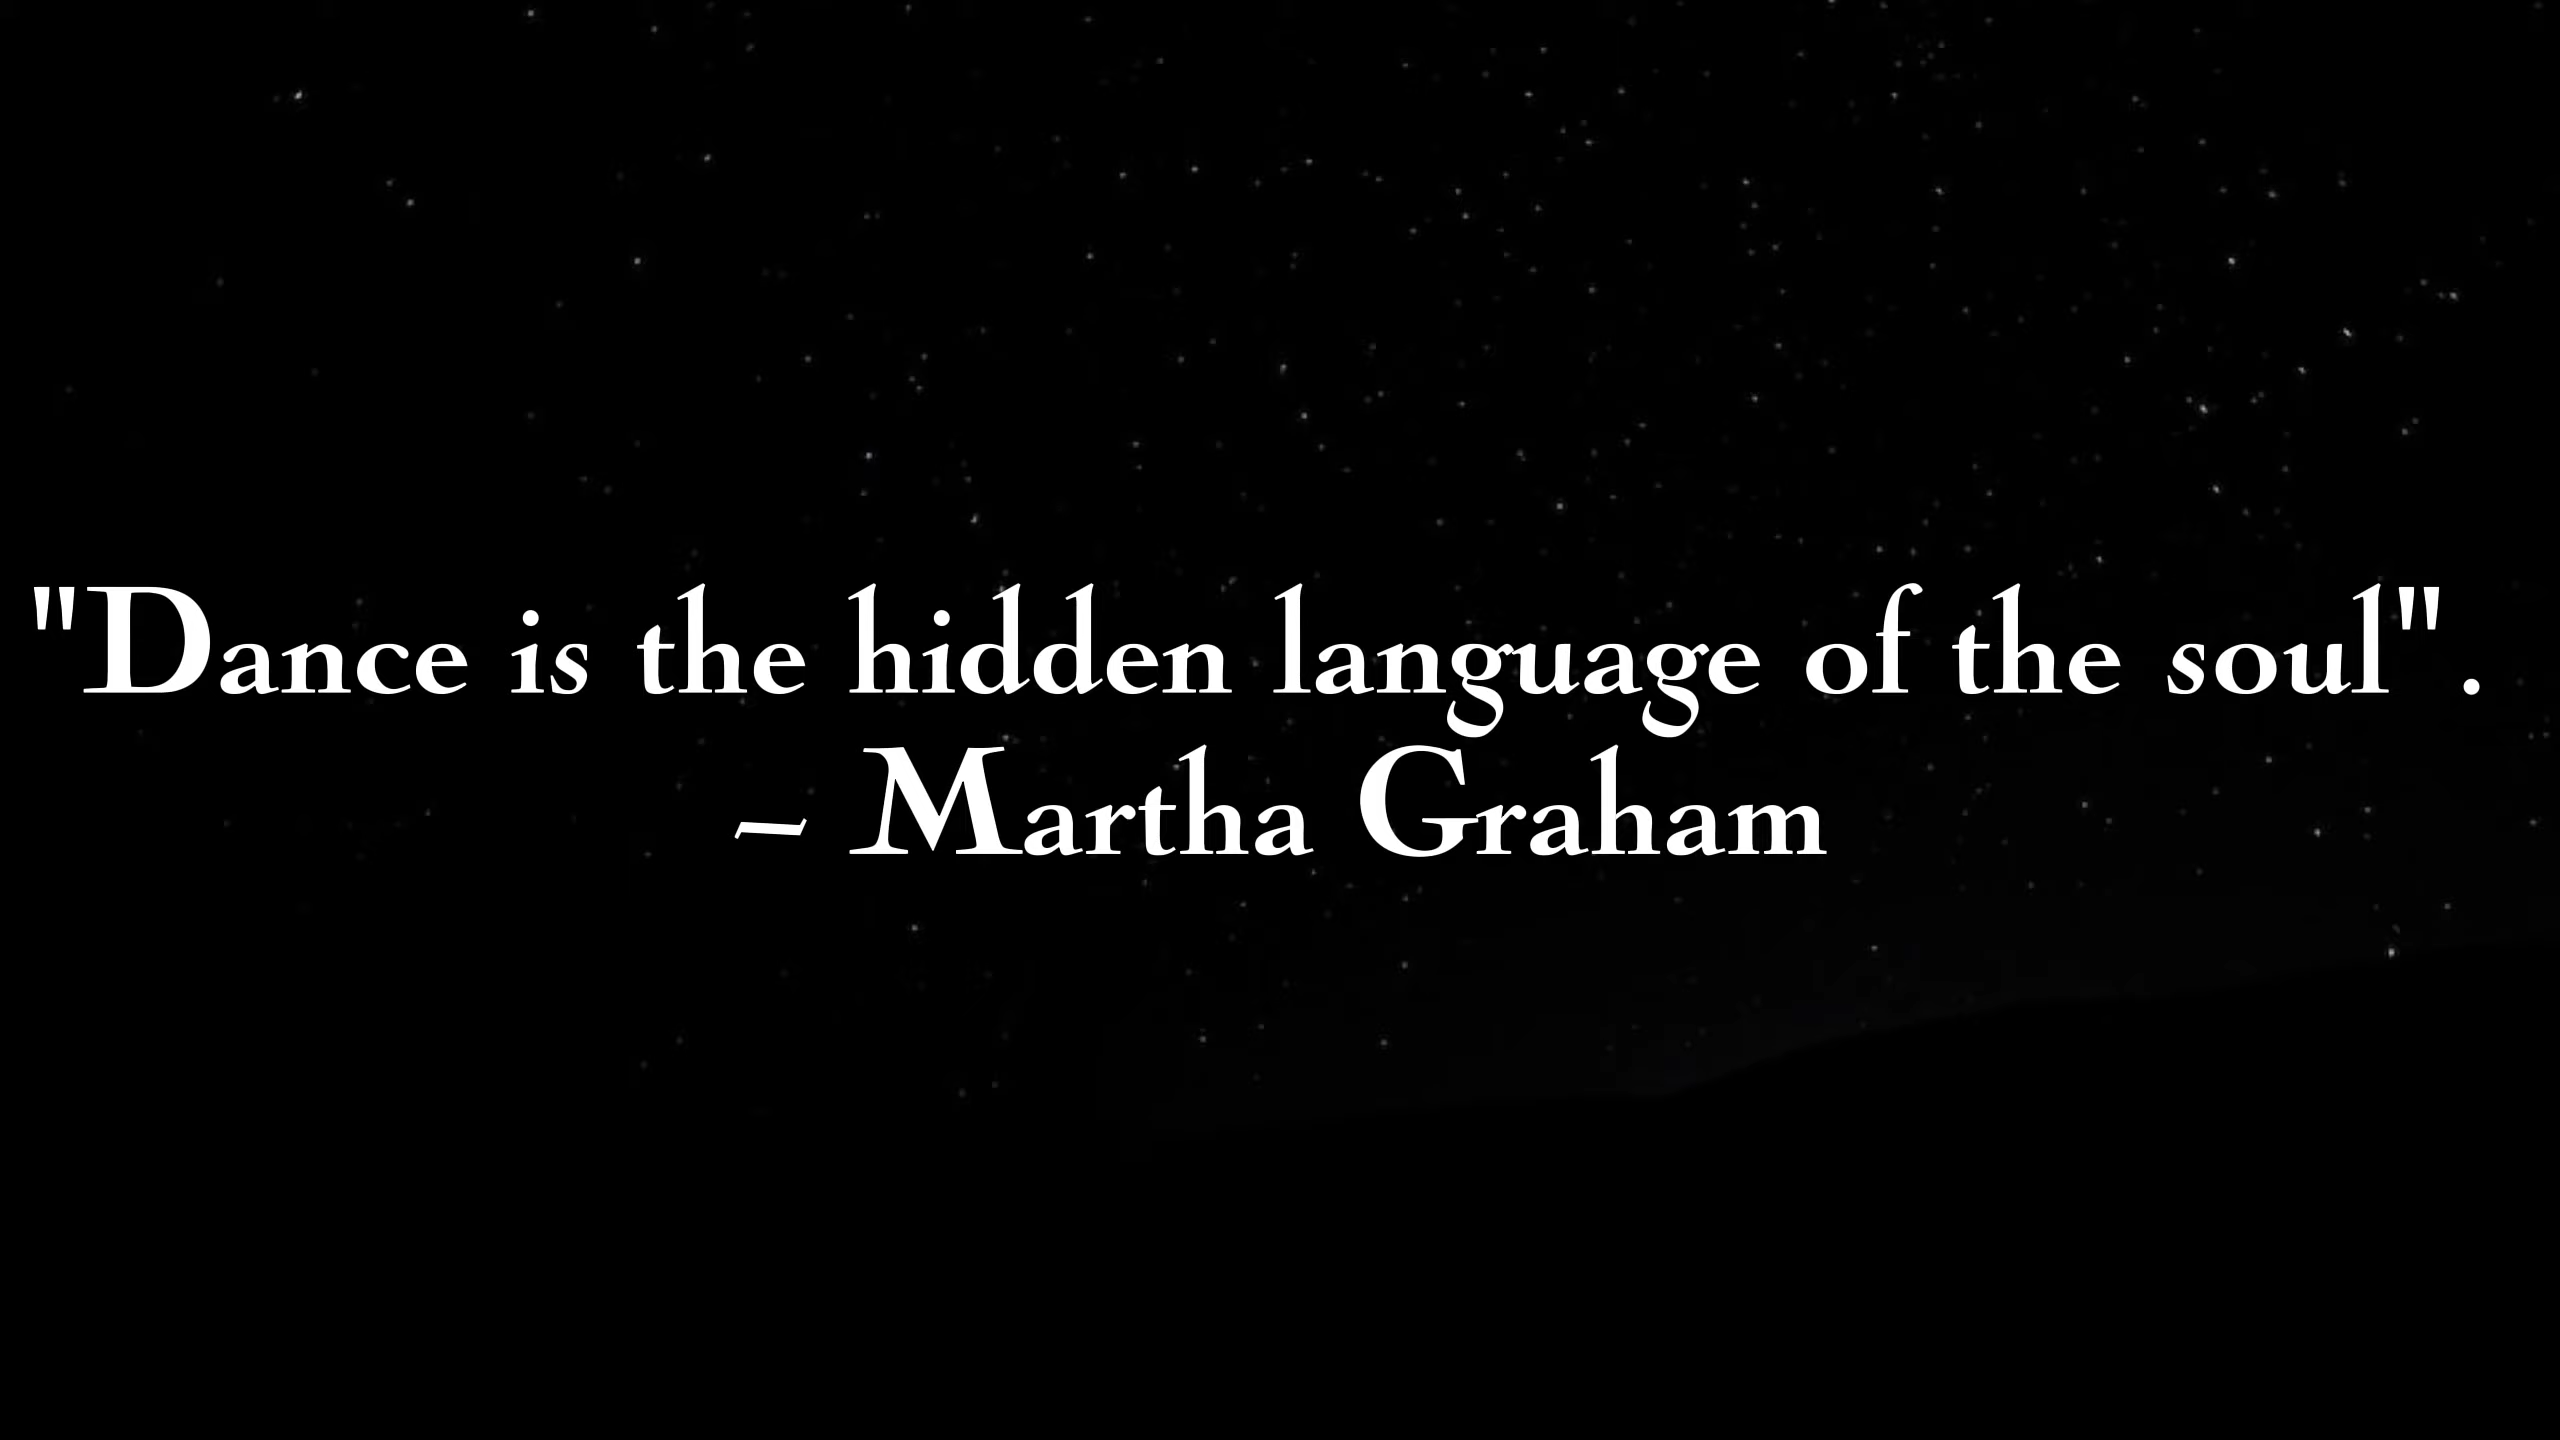 "Dance is the hidden language of the soul".
– Martha Graham